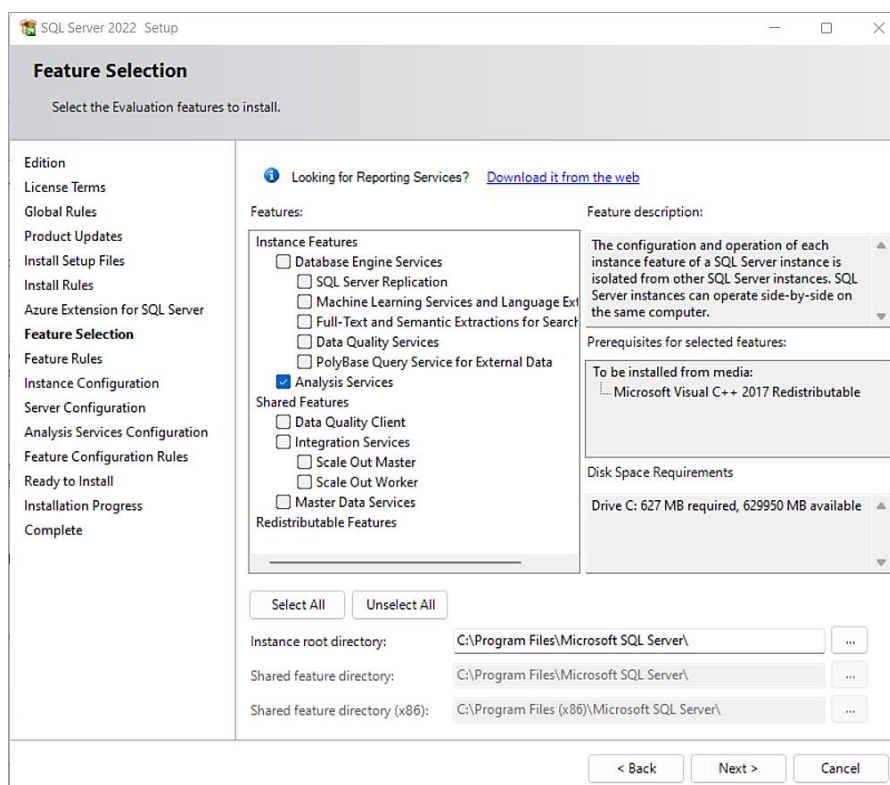 SQL Server 2022 Setup
Feature Selection
Select the Evaluation features to install.
Edition
License Terms
Global Rules
Product Updates
Install Setup Files
Install Rules
Azure Extension for SQL Server
Feature Selection
Feature Rules
Instance Configuration
Server Configuration
Analysis Services Configuration
Feature Configuration Rules
Ready to Install
Installation Progress
Complete
Looking for Reporting Services? Download it from the web
Features:
Instance Features
Database Engine Services
SQL Server Replication
Machine Learning Services and Language Ext
Full-Text and Semantic Extractions for Search
Data Quality Services
PolyBase Query Service for External Data
Analysis Services
Shared Features
Data Quality Client
Integration Services
Scale Out Master
Scale Out Worker
Master Data Services
Redistributable Features
Feature description:
The configuration and operation of each
instance feature of a SQL Server instance is
isolated from other SQL Server instances. SQL
Server instances can operate side-by-side on
the same computer.
Prerequisites for selected features:
To be installed from media:
Microsoft Visual C++ 2017 Redistributable
Disk Space Requirements
Drive C: 627 MB required, 629950 MB available
Select All
Unselect All
Instance root directory: C:\Program Files\Microsoft SQL Server\ ...
Shared feature directory: C:\Program Files\Microsoft SQL Server\ ...
Shared feature directory (x86): C:\Program Files (x86)\Microsoft SQL Server\ ...
< Back
Next >
Cancel